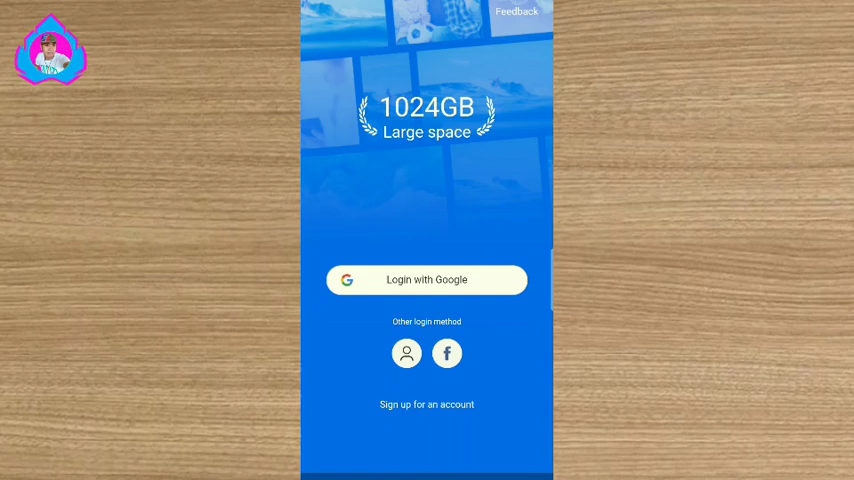 Feedback
1024GB
Large space
Login with Google
Other login method
Sign up for an account